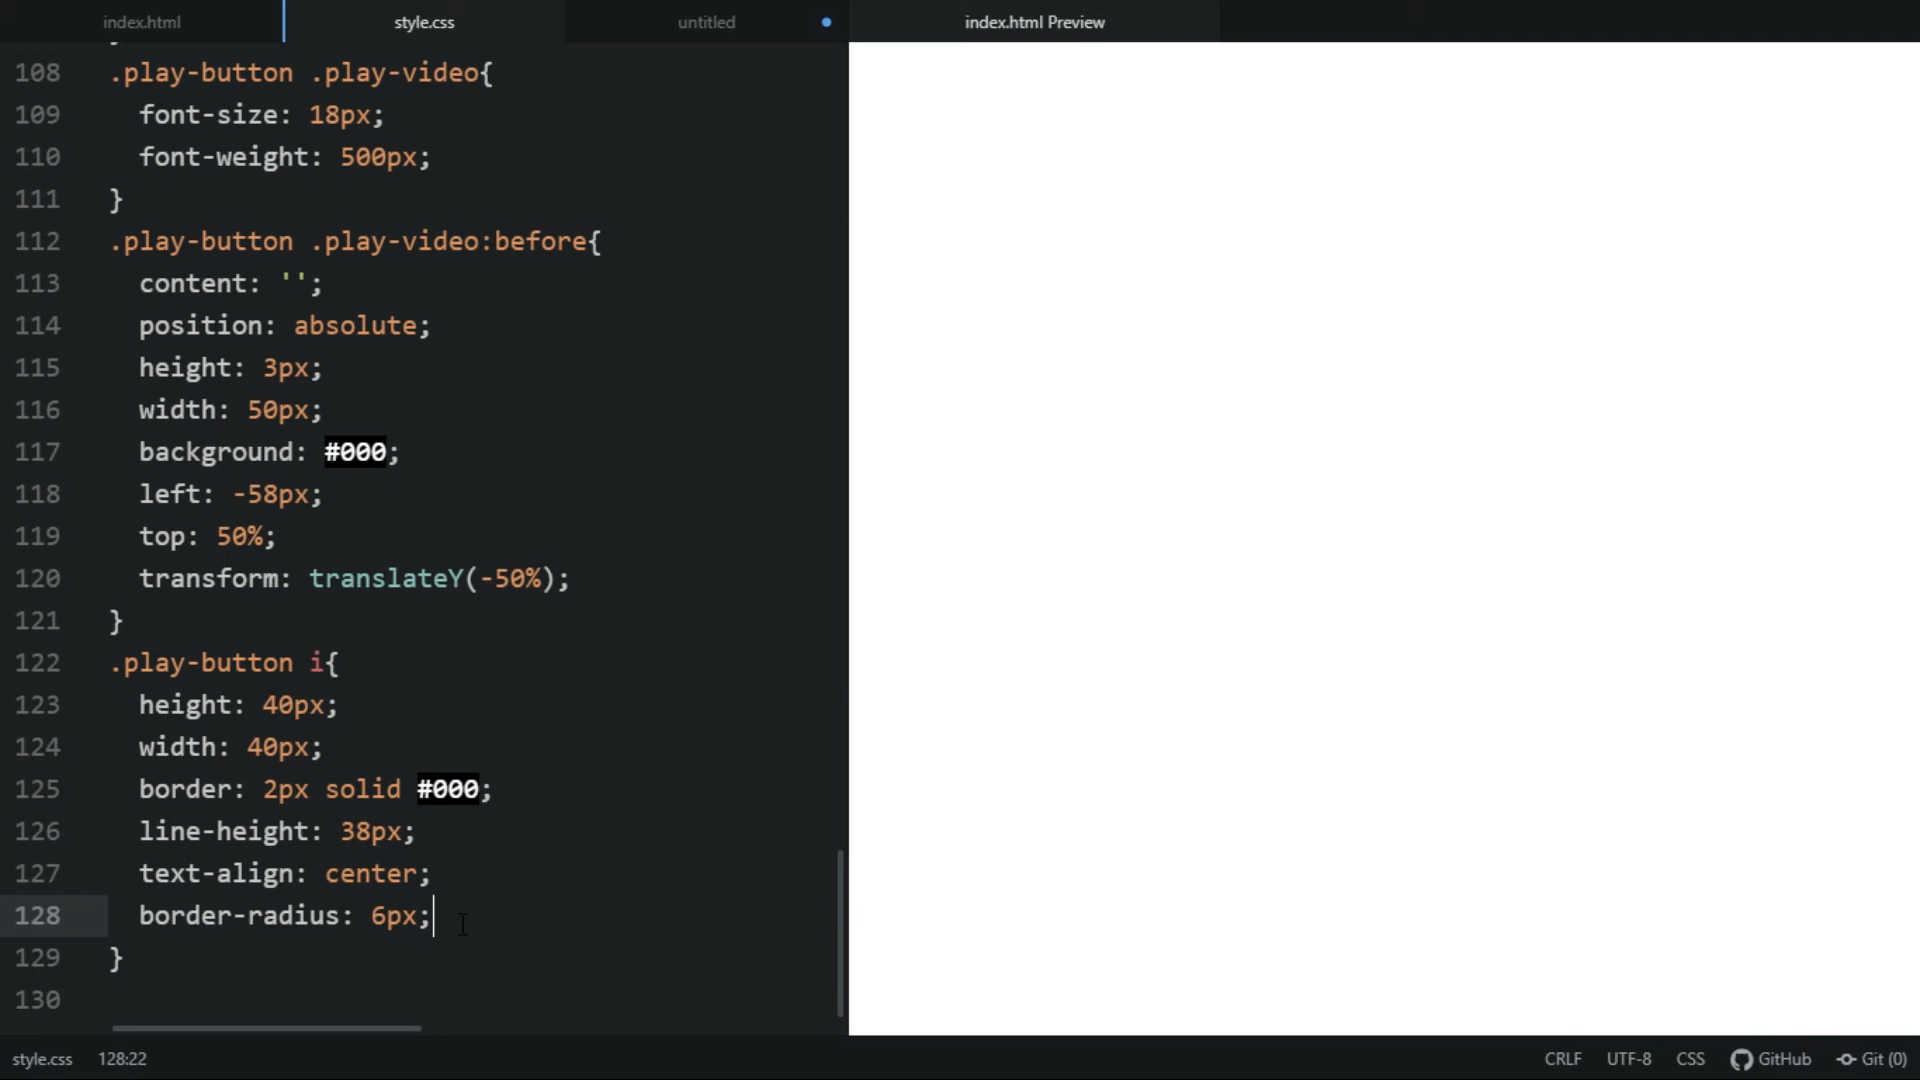 index.html
style.css
untitled
index.html Preview
108 .play-button .play-video{
109 font-size: 18px;
110 font-weight: 500px;
111 }
112 .play-button .play-video:before{
113 content: '';
114 position: absolute;
115 height: 3px;
116 width: 50px;
117 background: #000;
118 left: -58px;
119 top: 50%;
120 transform: translateY(-50%);
121 }
122 .play-button i{
123 height: 40px;
124 width: 40px;
125 border: 2px solid #000;
126 line-height: 38px;
127 text-align: center;
128 border-radius: 6px;
129 }
130
style.css 128:22 CRLF UTF-8 CSS GitHub Git (0)